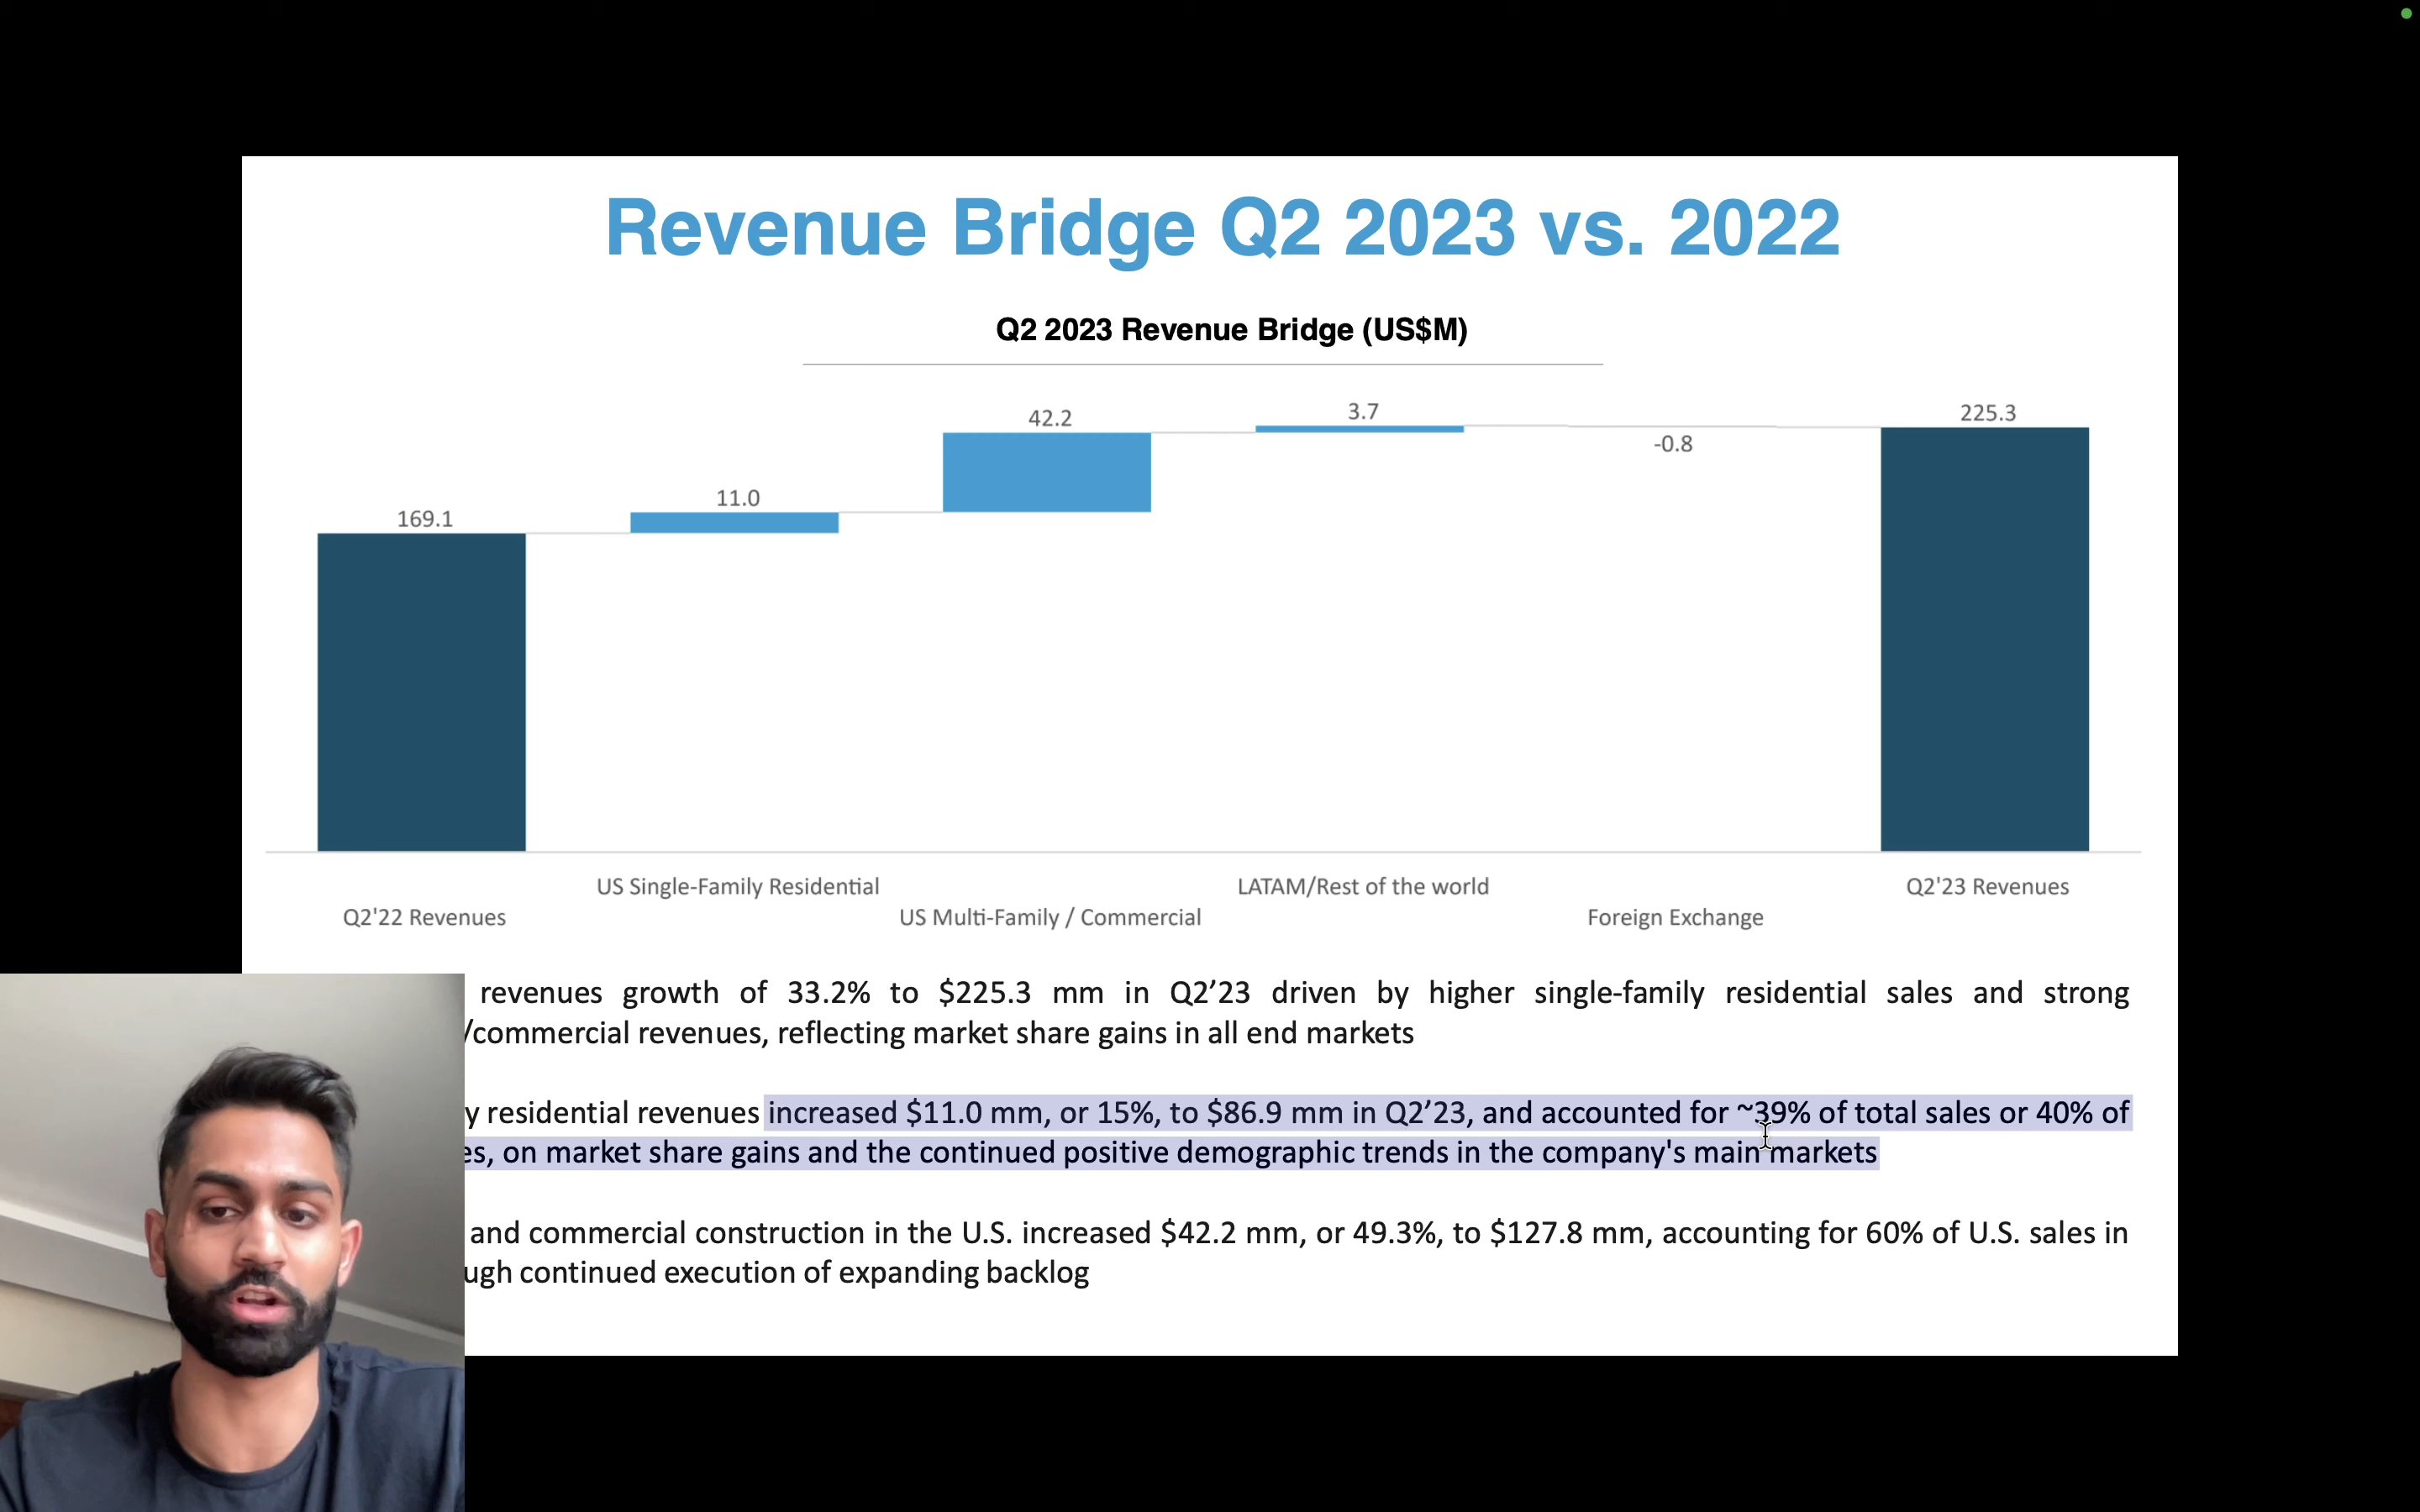 Revenue Bridge Q2 2023 vs. 2022
Q2 2023 Revenue Bridge (US$M)
169.1
11.0
42.2
3.7
-0.8
225.3
Q2'22 Revenues
US Single-Family Residential
US Multi-Family / Commercial
LATAM/Rest of the world
Foreign Exchange
Q2'23 Revenues
revenues growth of 33.2% to $225.3 mm in Q2’23 driven by higher single-family residential sales and strong
/commercial revenues, reflecting market share gains in all end markets
y residential revenues increased $11.0 mm, or 15%, to $86.9 mm in Q2’23, and accounted for ~39% of total sales or 40% of
es, on market share gains and the continued positive demographic trends in the company's main markets
and commercial construction in the U.S. increased $42.2 mm, or 49.3%, to $127.8 mm, accounting for 60% of U.S. sales in
ugh continued execution of expanding backlog